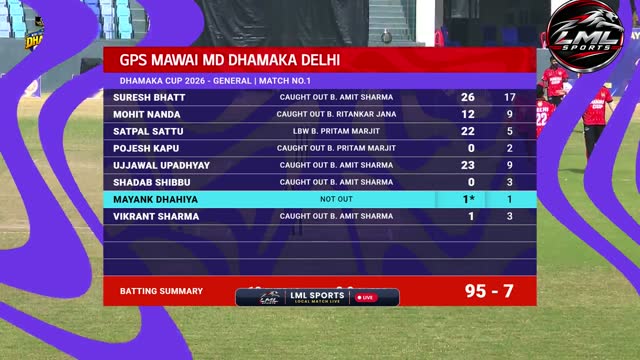 LML
SPORTS
GPS MAWAI MD DHAMAKA DELHI
DHAMAKA CUP 2026 - GENERAL | MATCH NO.1
SURESH BHATT CAUGHT OUT B. AMIT SHARMA 26 17
MOHIT NANDA CAUGHT OUT B. RITANKAR JANA 12 9
SATPAL SATTU LBW B. PRITAM MARJIT 22 5
POJESH KAPU CAUGHT OUT B. PRITAM MARJIT 0 2
UJJAWAL UPADHYAY CAUGHT OUT B. AMIT SHARMA 23 9
SHADAB SHIBBU CAUGHT OUT B. AMIT SHARMA 0 3
MAYANK DHAHIYA NOT OUT 1* 1
VIKRANT SHARMA CAUGHT OUT B. AMIT SHARMA 1 3
BATTING SUMMARY 95 - 7
LML SPORTS
LOCAL MATCH LIVE
LIVE
22